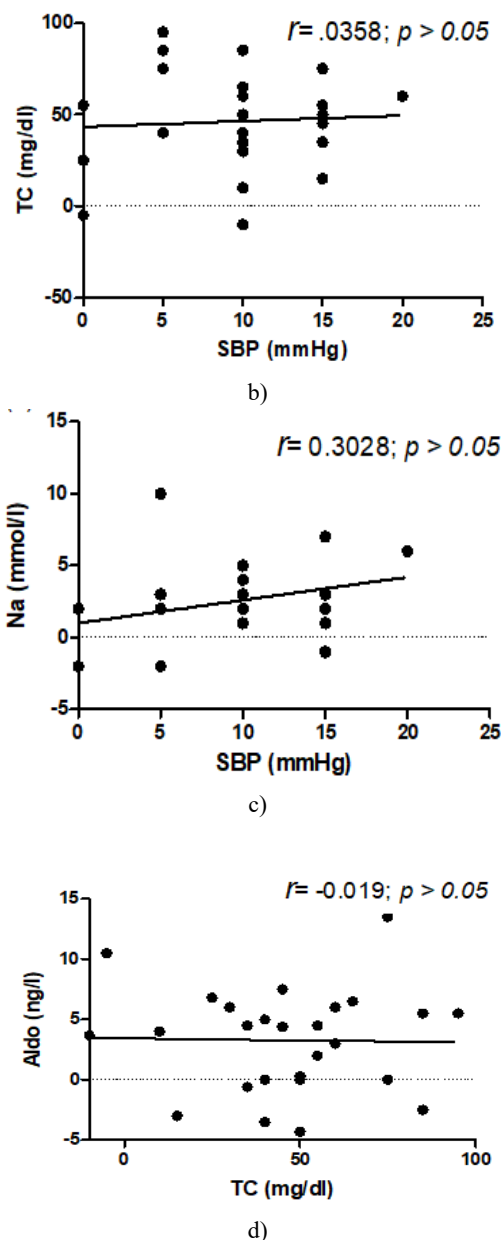 r= .0358; p > 0.05
100
50
0
-50
TC (mg/dl)
0 5 10 15 20 25
SBP (mmHg)
b)
r= 0.3028; p > 0.05
15
10
5
0
-5
Na (mmol/l)
0 5 10 15 20 25
SBP (mmHg)
c)
r= -0.019; p > 0.05
15
10
5
0
-5
Aldo (ng/l)
0 50 100
TC (mg/dl)
d)